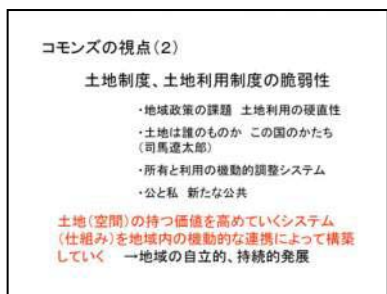 コモンズの視点(2)
土地制度、土地利用制度の脆弱性
・地域政策の課題 土地利用の硬直性
・土地は誰のものか この国のかたち
(司馬遼太郎)
・所有と利用の機動的調整システム
・公と私 新たな公共
土地(空間)の持つ価値を高めていくシステム
(仕組み)を地域内の機動的な連携によって構築
していく →地域の自立的、持続的発展